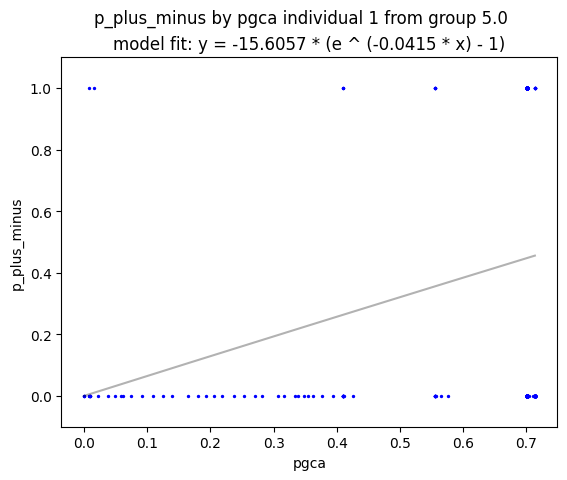 p_plus_minus by pgca individual 1 from group 5.0
model fit: y = -15.6057 * (e ^ (-0.0415 * x) - 1)
1.0
0.8
0.6
0.4
0.2
0.0
p_plus_minus
0.0 0.1 0.2 0.3 0.4 0.5 0.6 0.7
pgca